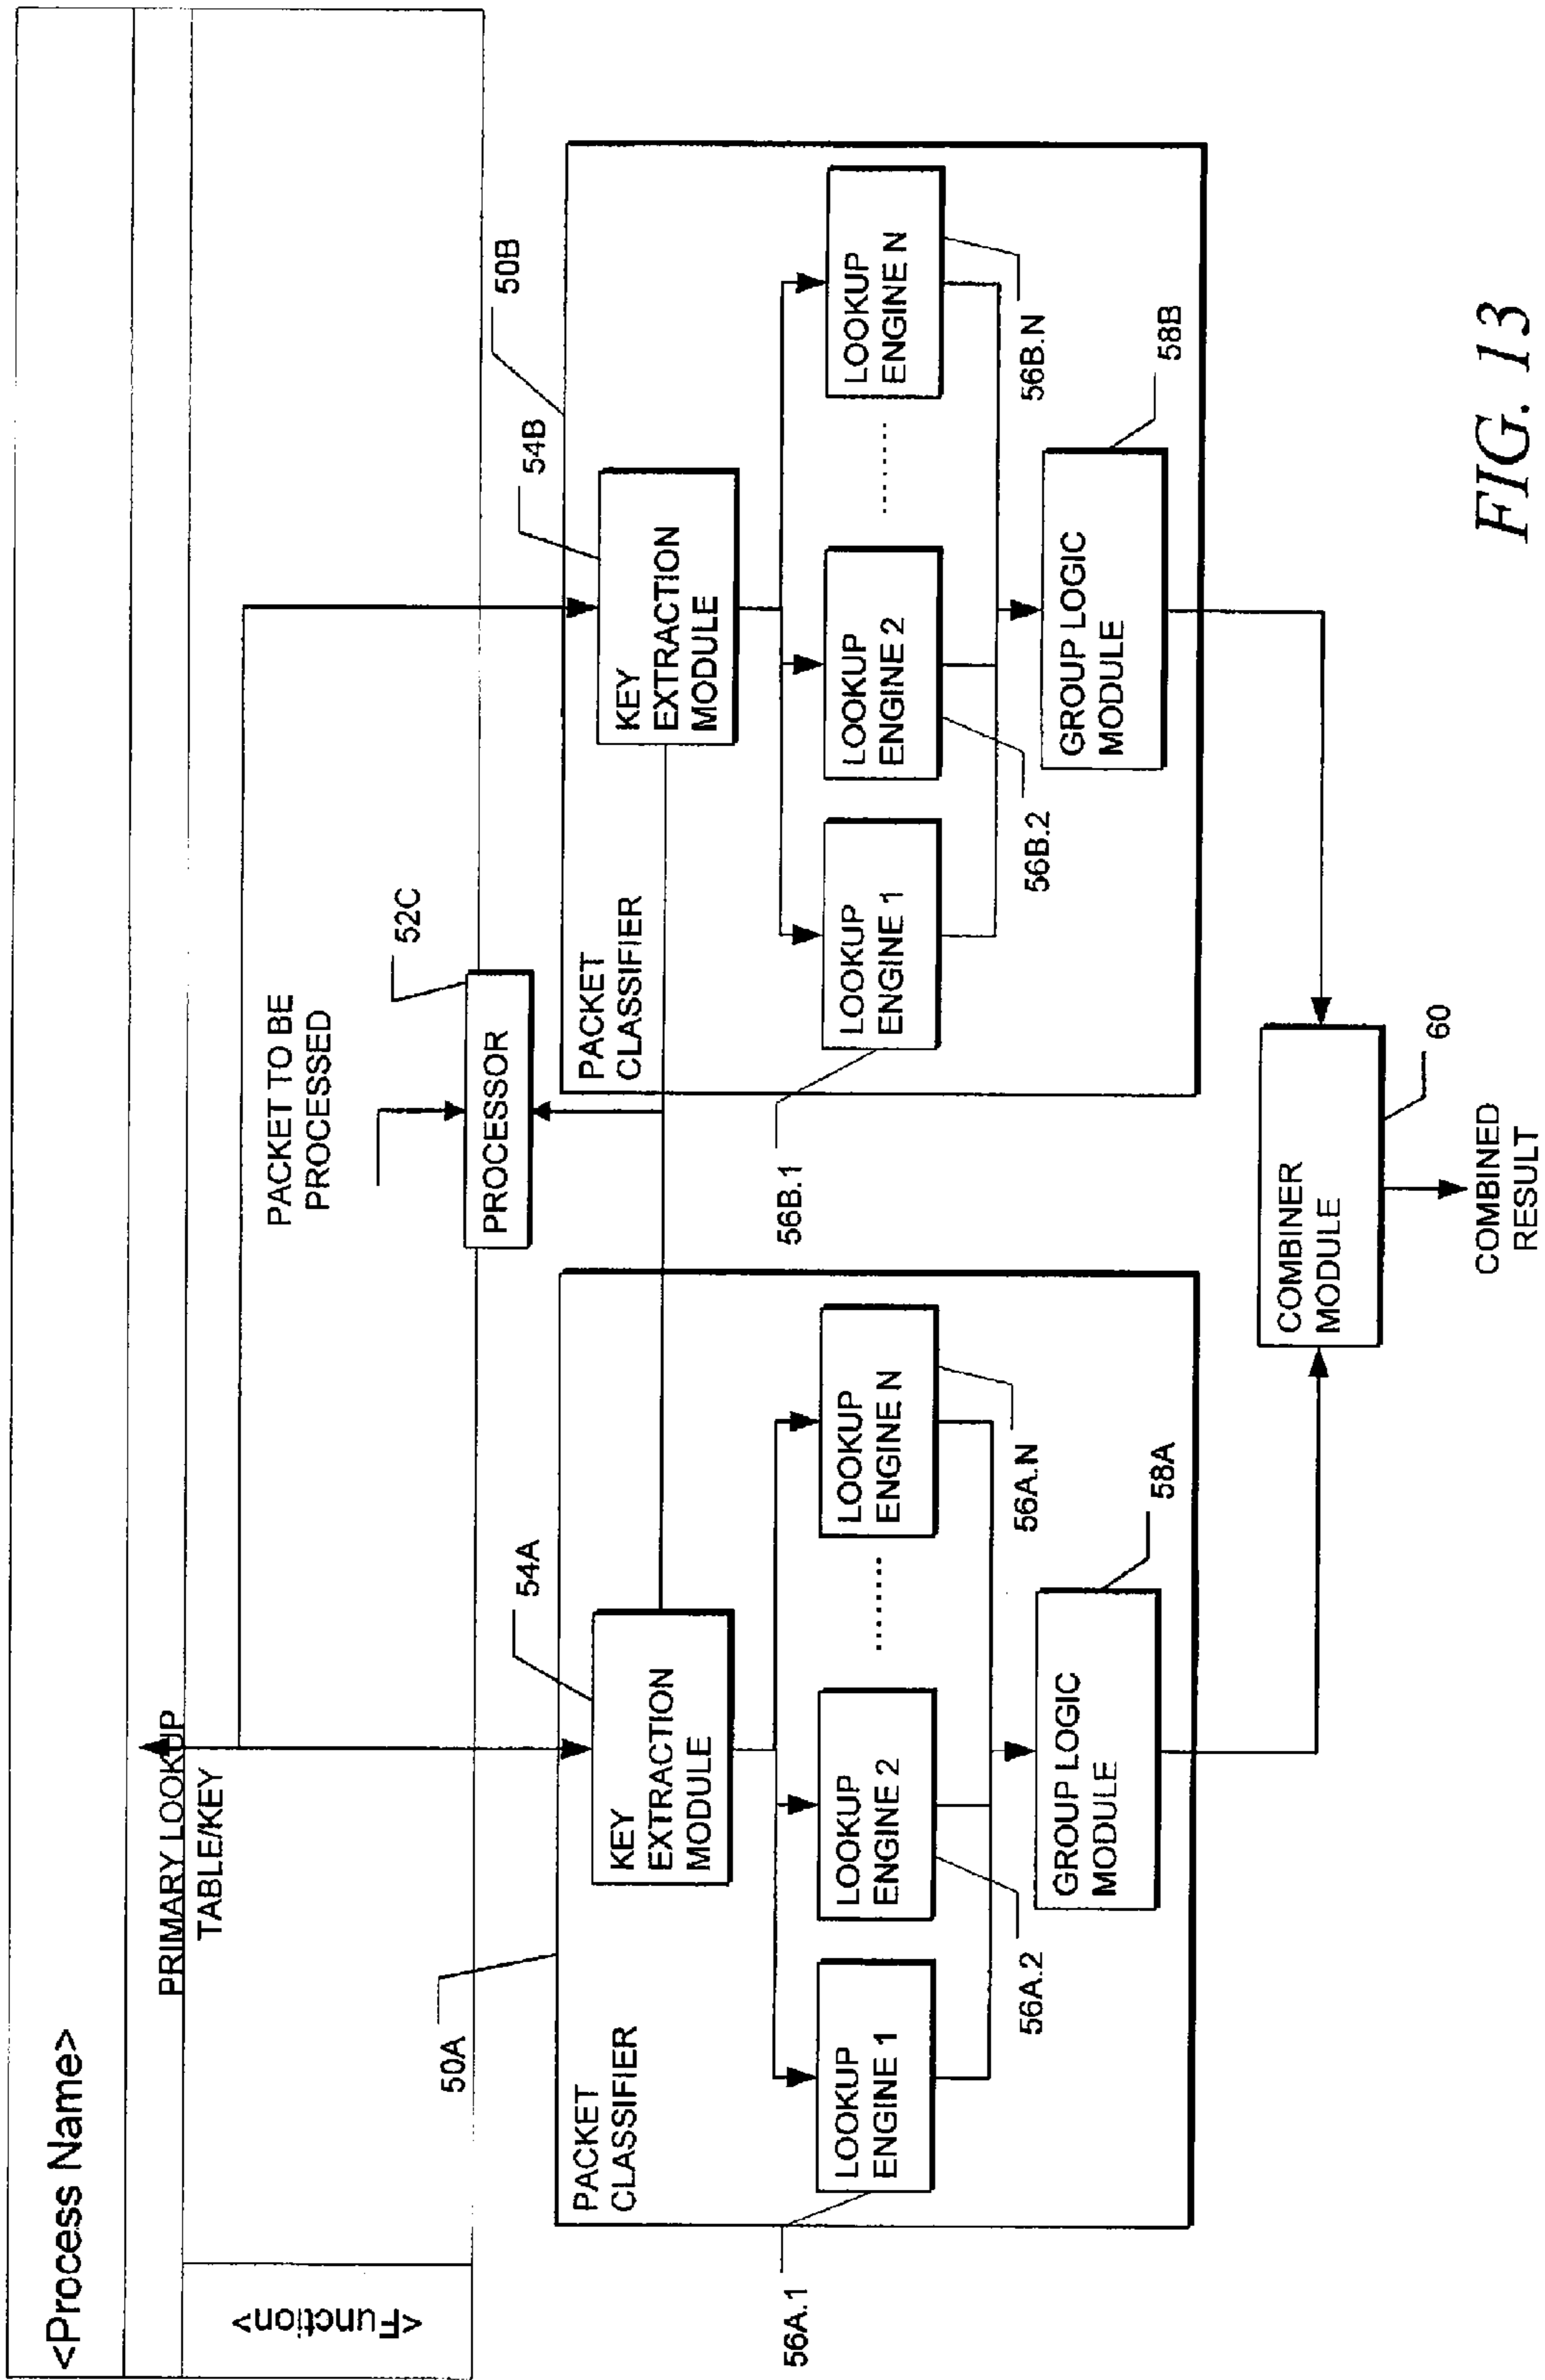 <Process Name>
<Function>
PRIMARY LOOKUP
TABLE/KEY
PACKET TO BE
PROCESSED
52C
PROCESSOR
50A
PACKET
CLASSIFIER
54A
KEY
EXTRACTION
MODULE
LOOKUP
ENGINE 1
LOOKUP
ENGINE 2
........
LOOKUP
ENGINE N
56A.1
56A.2
56A.N
GROUP LOGIC
MODULE
58A
50B
PACKET
CLASSIFIER
54B
KEY
EXTRACTION
MODULE
LOOKUP
ENGINE 1
LOOKUP
ENGINE 2
........
LOOKUP
ENGINE N
56B.1
56B.2
56B.N
GROUP LOGIC
MODULE
58B
COMBINER
MODULE
60
COMBINED
RESULT
FIG. 13